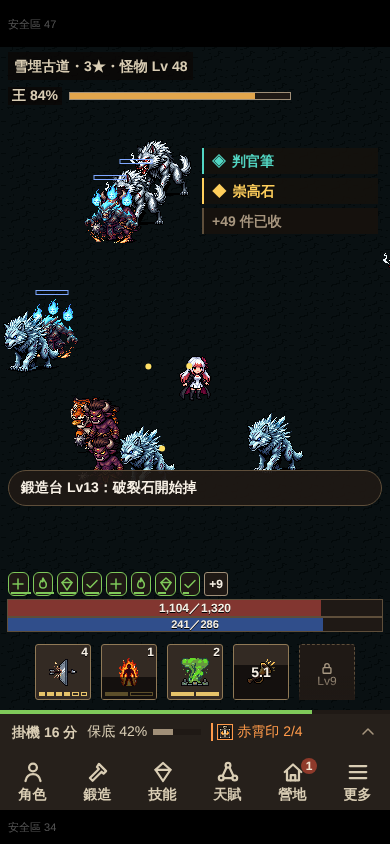 安全區 47
雪埋古道・3★・怪物 Lv 48
王 84%
判官筆
崇高石
+49 件已收
鍛造台 Lv13：破裂石開始掉
+9
1,104／1,320
241／286
4
1
2
5.1
Lv9
掛機 16 分
保底 42%
赤霄印 2/4
角色
鍛造
技能
天賦
營地
1
更多
安全區 34